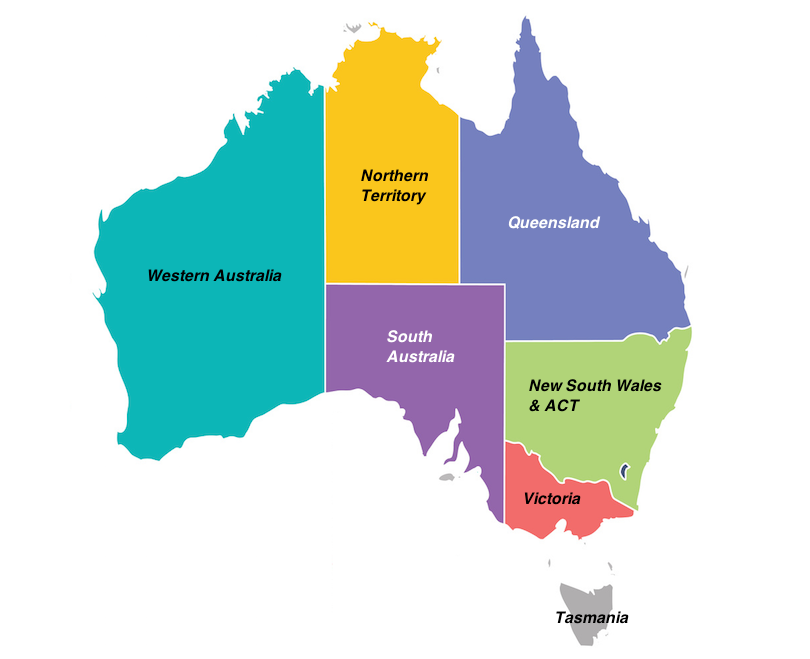 Northern
Territory
Queensland
Western Australia
South
Australia
New South Wales
& ACT
Victoria
Tasmania